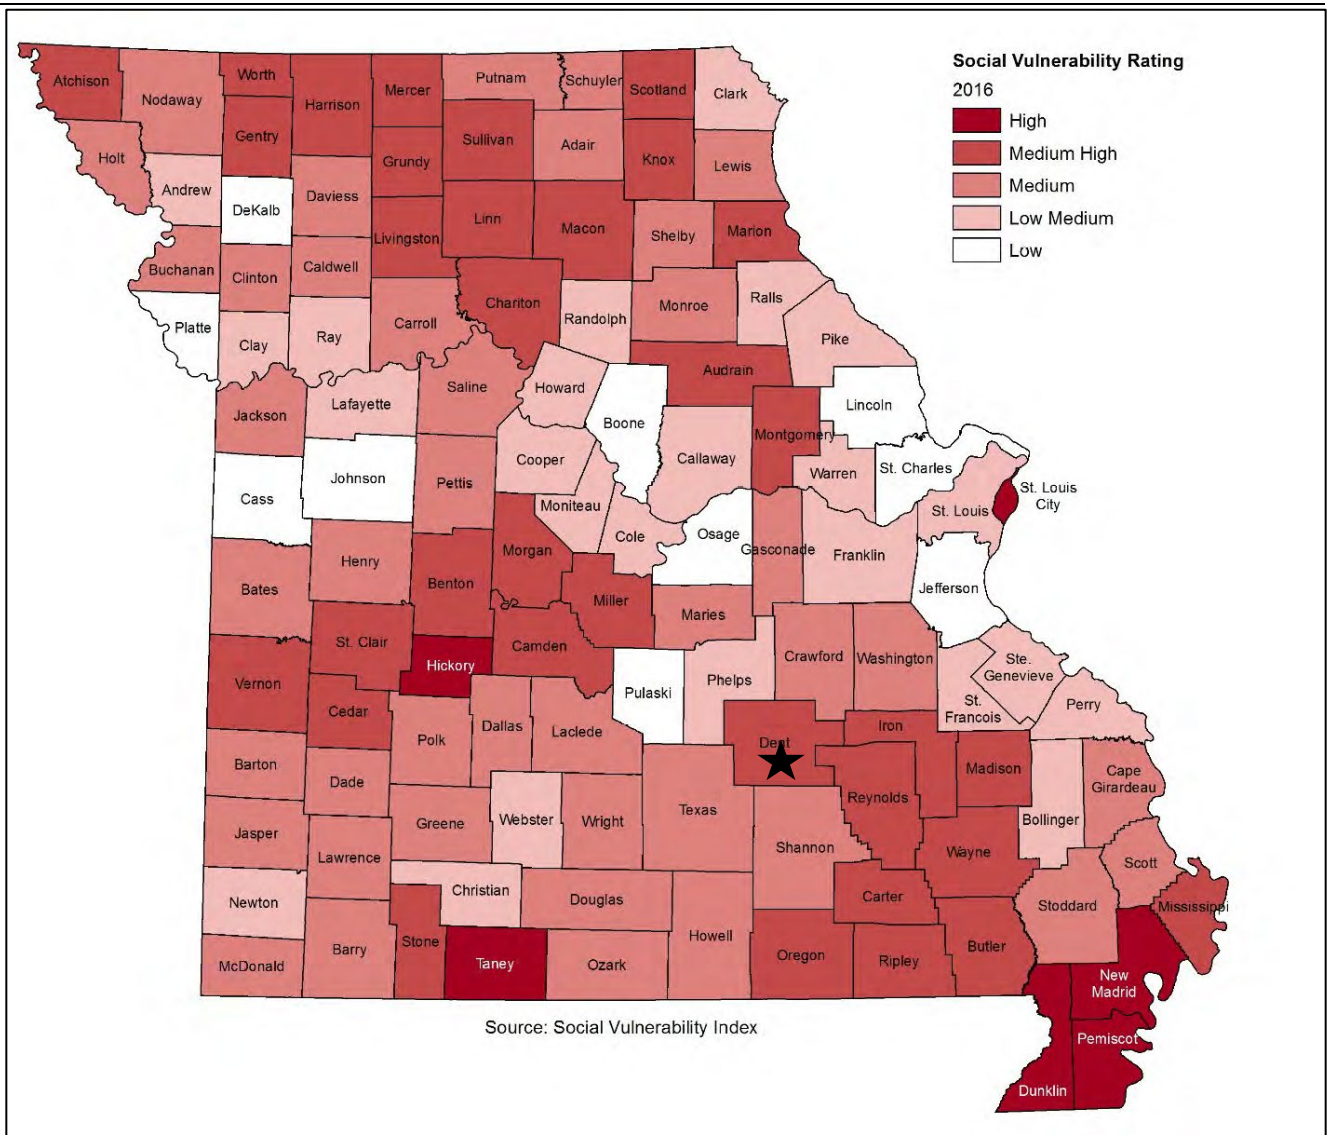 Social Vulnerability Rating
2016
High
Medium High
Medium
Low Medium
Low
Atchison
Nodaway
Worth
Gentry
Harrison
Mercer
Putnam
Schuyler
Scotland
Clark
Holt
Andrew
DeKalb
Daviess
Grundy
Sullivan
Adair
Knox
Lewis
Buchanan
Clinton
Caldwell
Livingston
Linn
Macon
Shelby
Marion
Platte
Clay
Ray
Carroll
Chariton
Randolph
Monroe
Ralls
Pike
Jackson
Lafayette
Saline
Howard
Boone
Audrain
Callaway
Montgomery
Lincoln
Warren
St. Charles
St. Louis
St. Louis
City
Cass
Johnson
Pettis
Cooper
Moniteau
Cole
Osage
Gasconade
Franklin
Jefferson
Bates
Henry
Benton
Morgan
Miller
Maries
Vernon
St. Clair
Hickory
Camden
Pulaski
Phelps
Crawford
Washington
Ste.
Genevieve
St.
Francois
Perry
Cedar
Polk
Dallas
Laclede
Dent
Iron
Madison
Reynolds
Bollinger
Cape
Girardeau
Barton
Dade
Greene
Webster
Wright
Texas
Shannon
Wayne
Scott
Jasper
Lawrence
Christian
Douglas
Carter
Stoddard
Mississippi
Newton
Barry
Stone
Taney
Ozark
Howell
Oregon
Ripley
Butler
McDonald
New
Madrid
Pemiscot
Dunklin
Source: Social Vulnerability Index